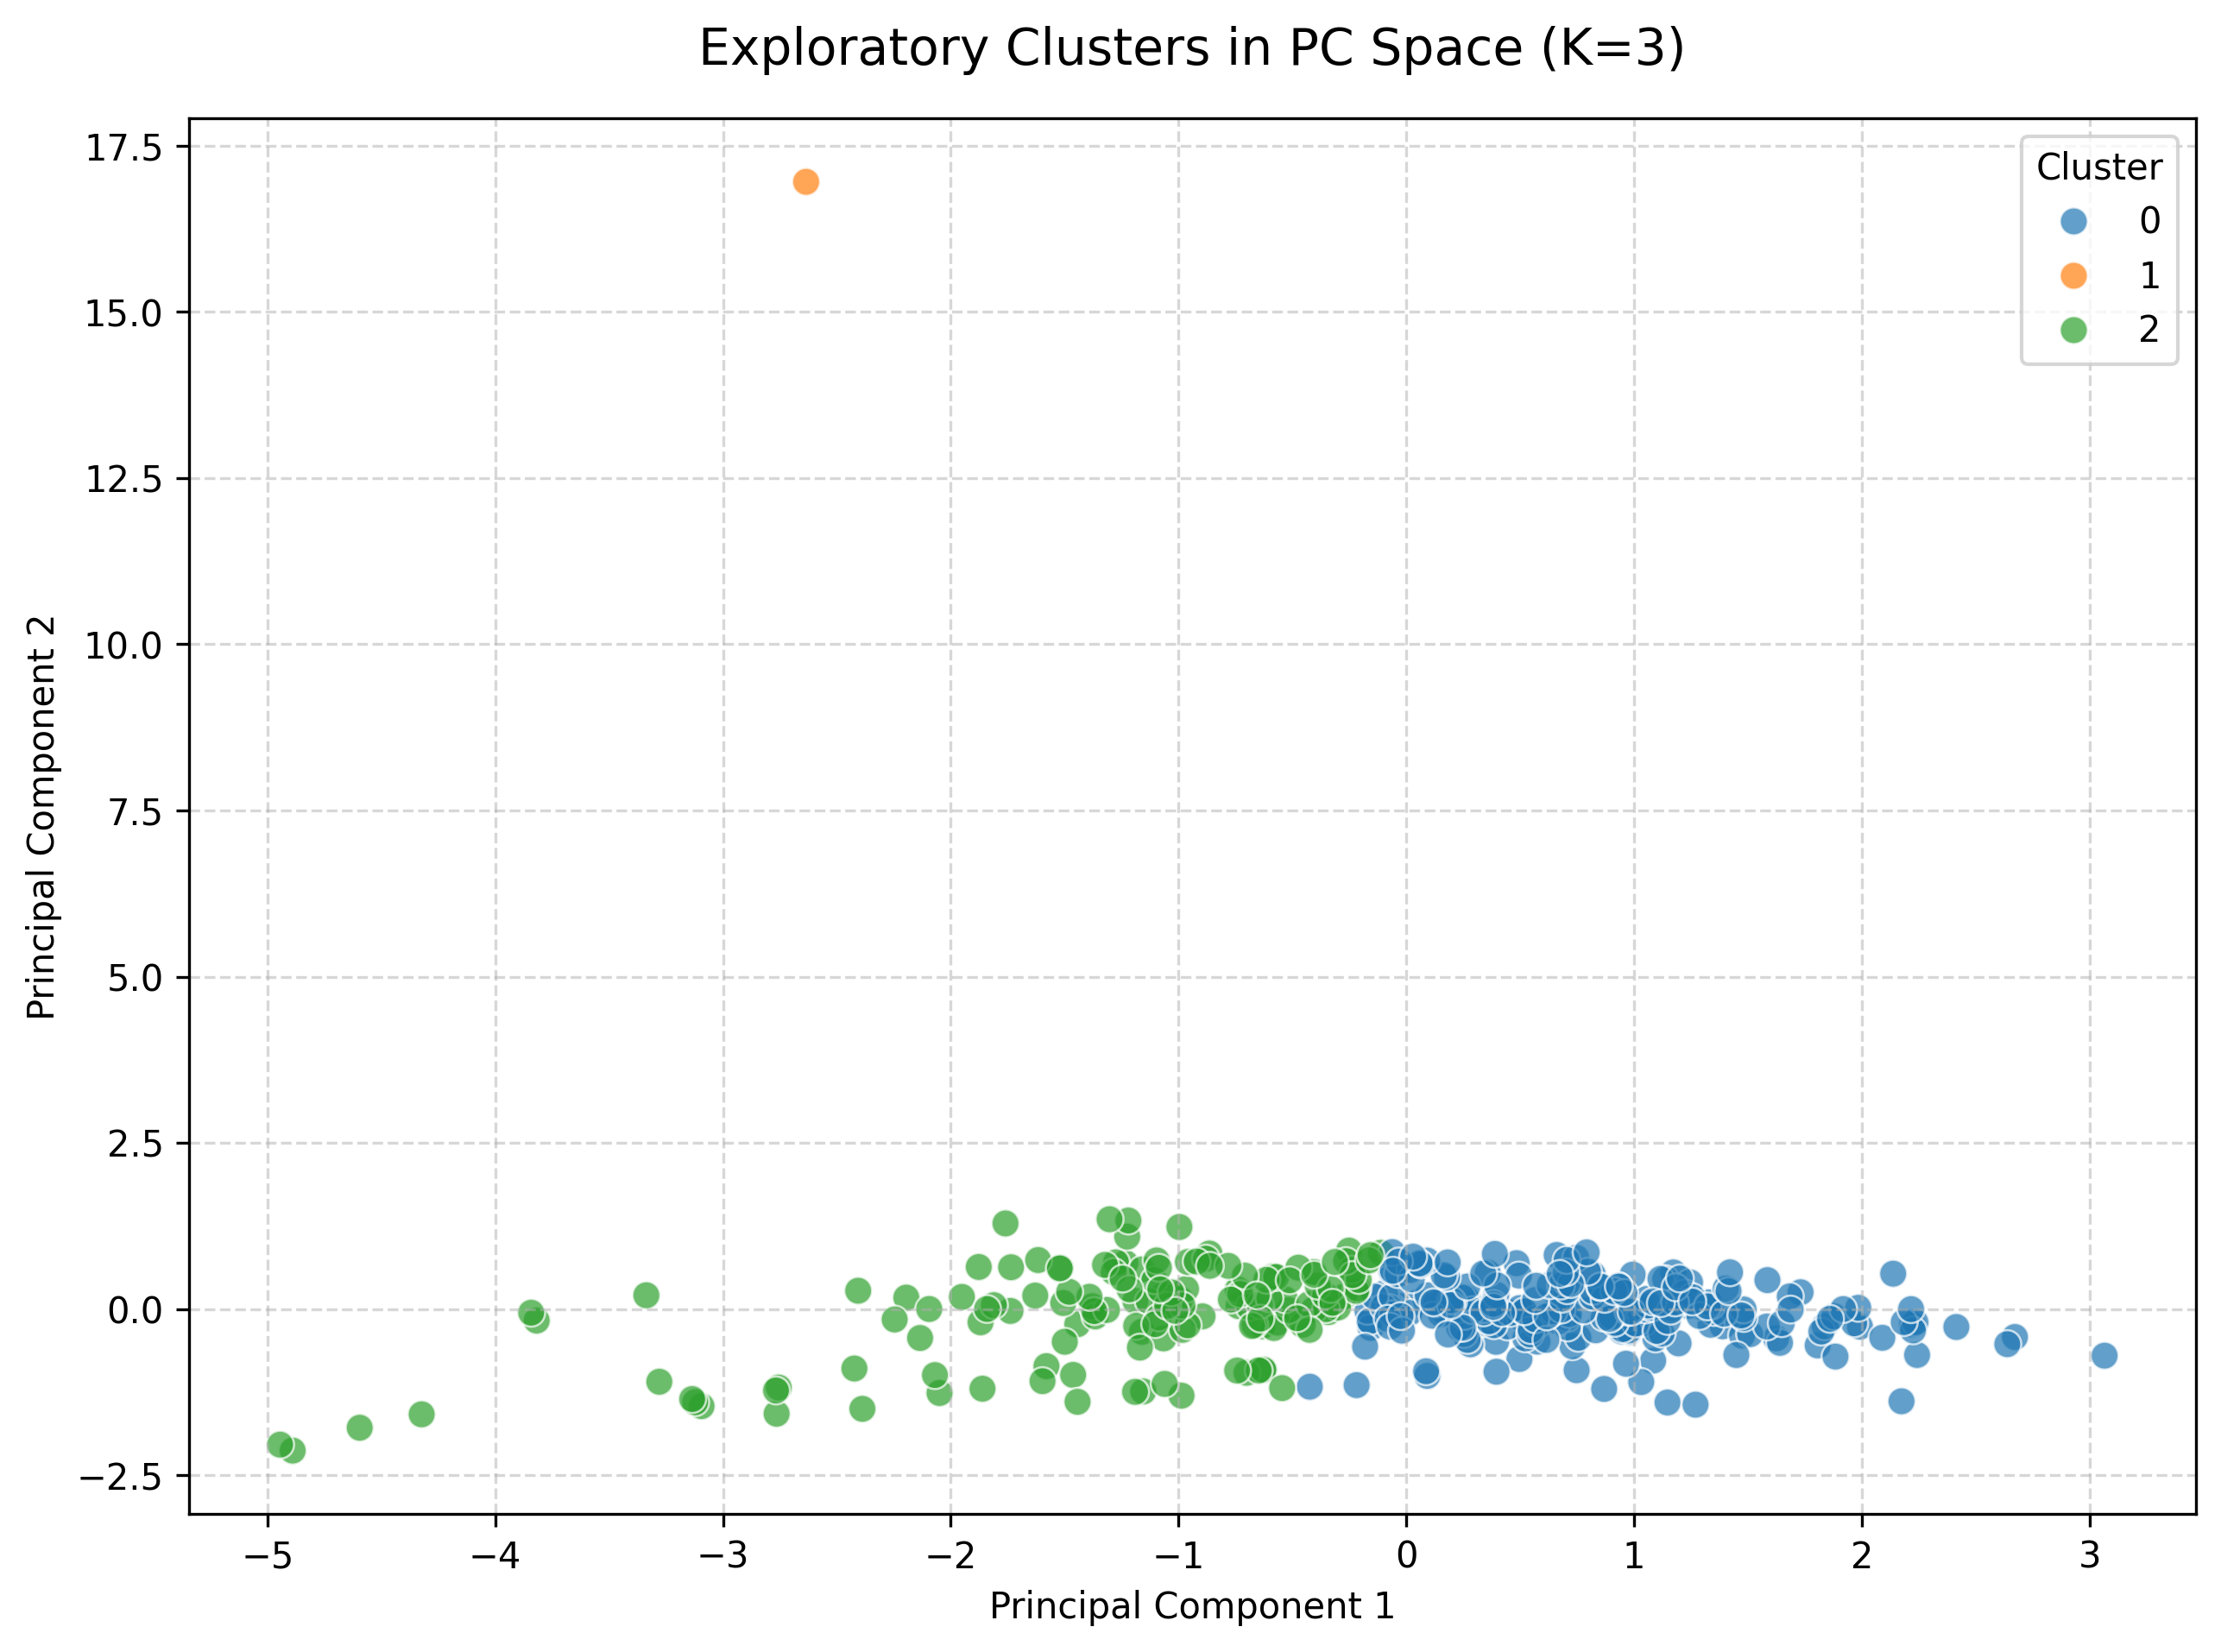 Exploratory Clusters in PC Space (K=3)
Cluster
0
1
2
17.5
15.0
12.5
10.0
7.5
5.0
2.5
0.0
−2.5
Principal Component 2
−5 −4 −3 −2 −1 0 1 2 3
Principal Component 1